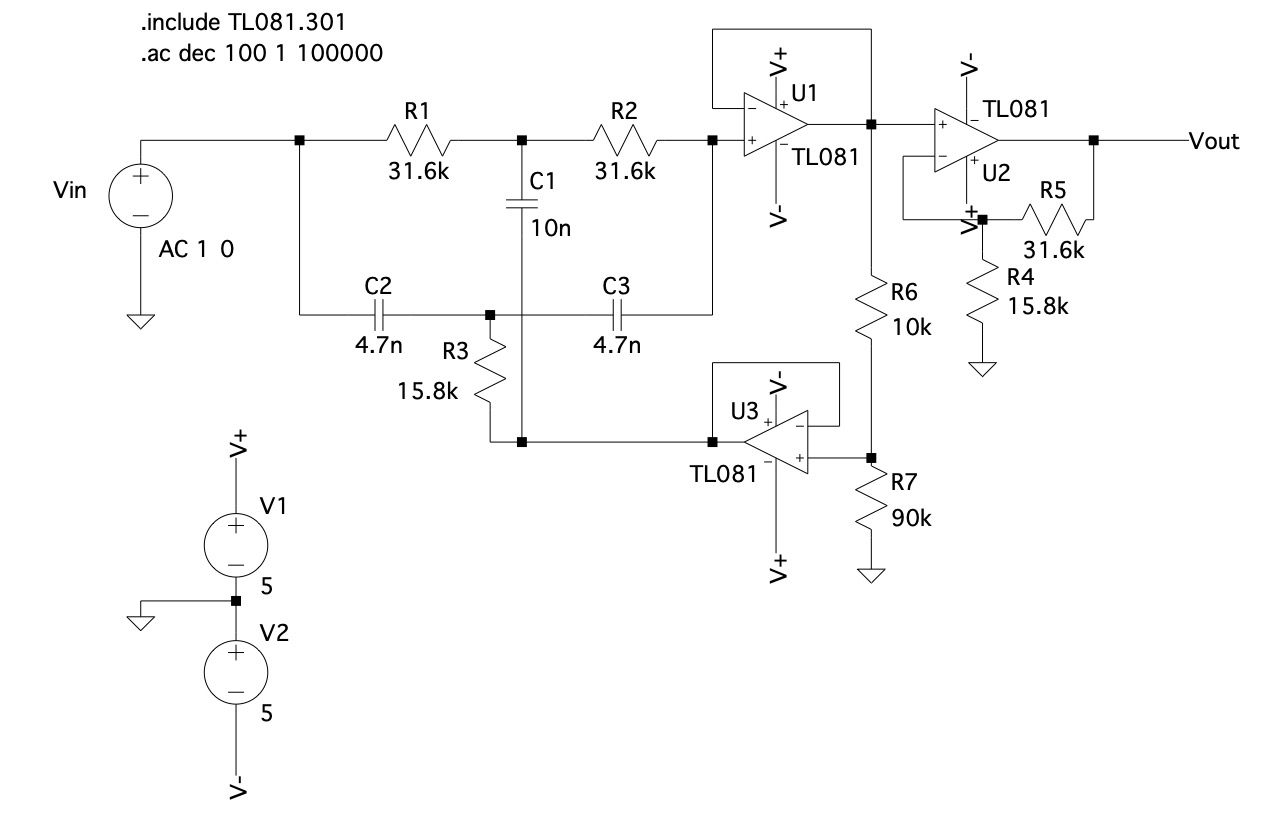 .include TL081.301
.ac dec 100 1 100000
V+
V-
R1
R2
U1
TL081
+
-
31.6k
31.6k
TL081
Vout
Vin
C1
U2
R5
AC 1 0
10n
V-
V+
31.6k
C2
C3
R6
R4
4.7n
R3
4.7n
10k
15.8k
15.8k
V-
U3
V+
TL081
R7
V1
90k
5
V+
V2
5
V-